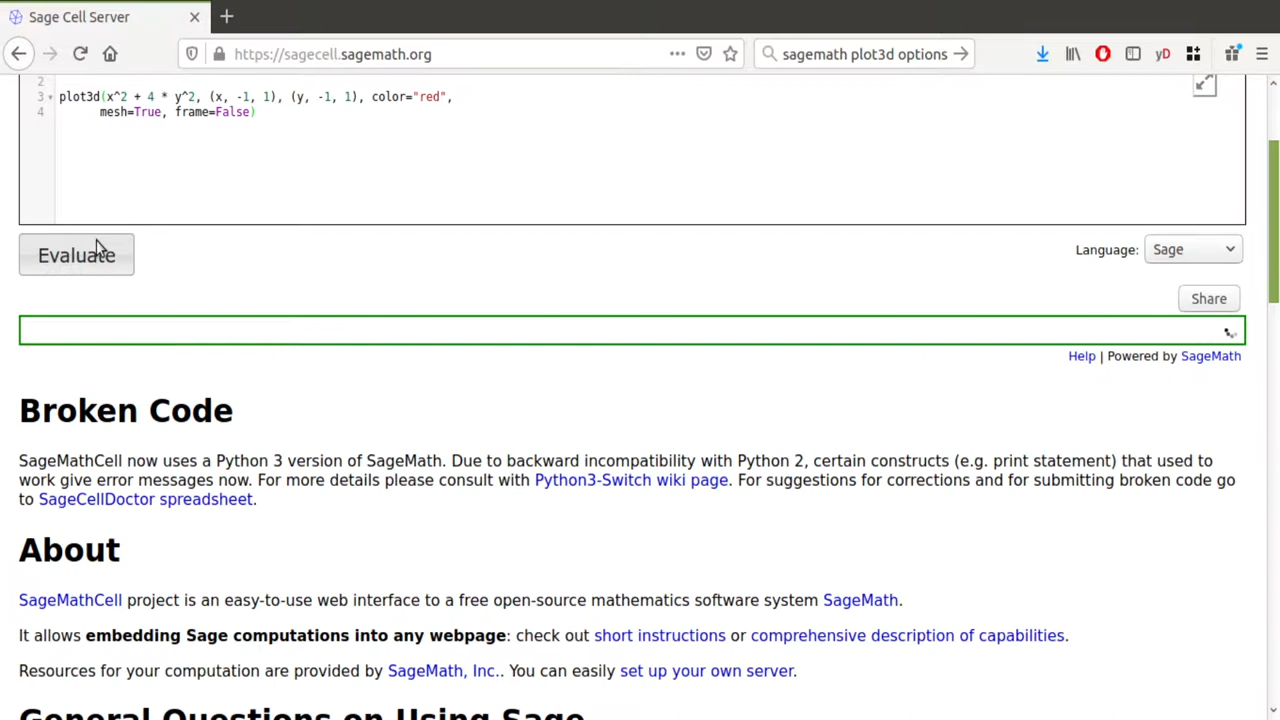 Sage Cell Server
https://sagecell.sagemath.org
sagemath plot3d options
yD
2
3 plot3d(x^2 + 4 * y^2, (x, -1, 1), (y, -1, 1), color="red",
4 mesh=True, frame=False)
Evaluate
Language: Sage
Share
Help | Powered by SageMath
Broken Code
SageMathCell now uses a Python 3 version of SageMath. Due to backward incompatibility with Python 2, certain constructs (e.g. print statement) that used to
work give error messages now. For more details please consult with Python3-Switch wiki page. For suggestions for corrections and for submitting broken code go
to SageCellDoctor spreadsheet.
About
SageMathCell project is an easy-to-use web interface to a free open-source mathematics software system SageMath.
It allows embedding Sage computations into any webpage: check out short instructions or comprehensive description of capabilities.
Resources for your computation are provided by SageMath, Inc.. You can easily set up your own server.
General Questions on Using Sage